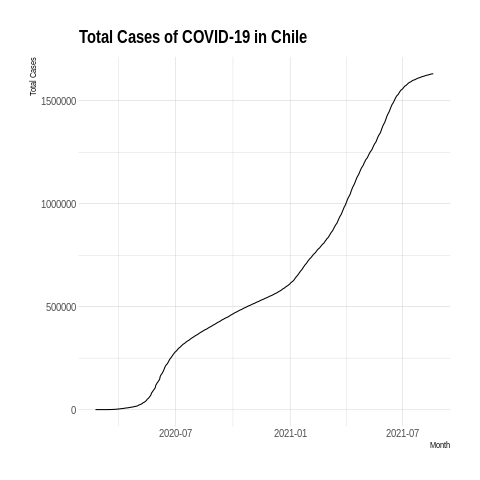 Total Cases of COVID-19 in Chile
Total Cases
1500000
1000000
500000
0
2020-07
2021-01
2021-07
Month